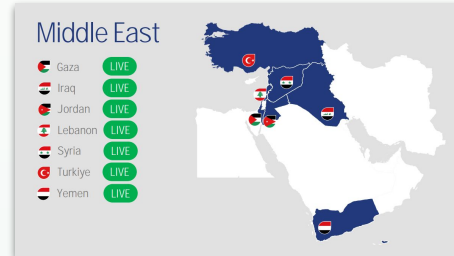 Middle East
Gaza LIVE
Iraq LIVE
Jordan LIVE
Lebanon LIVE
Syria LIVE
Turkiye LIVE
Yemen LIVE